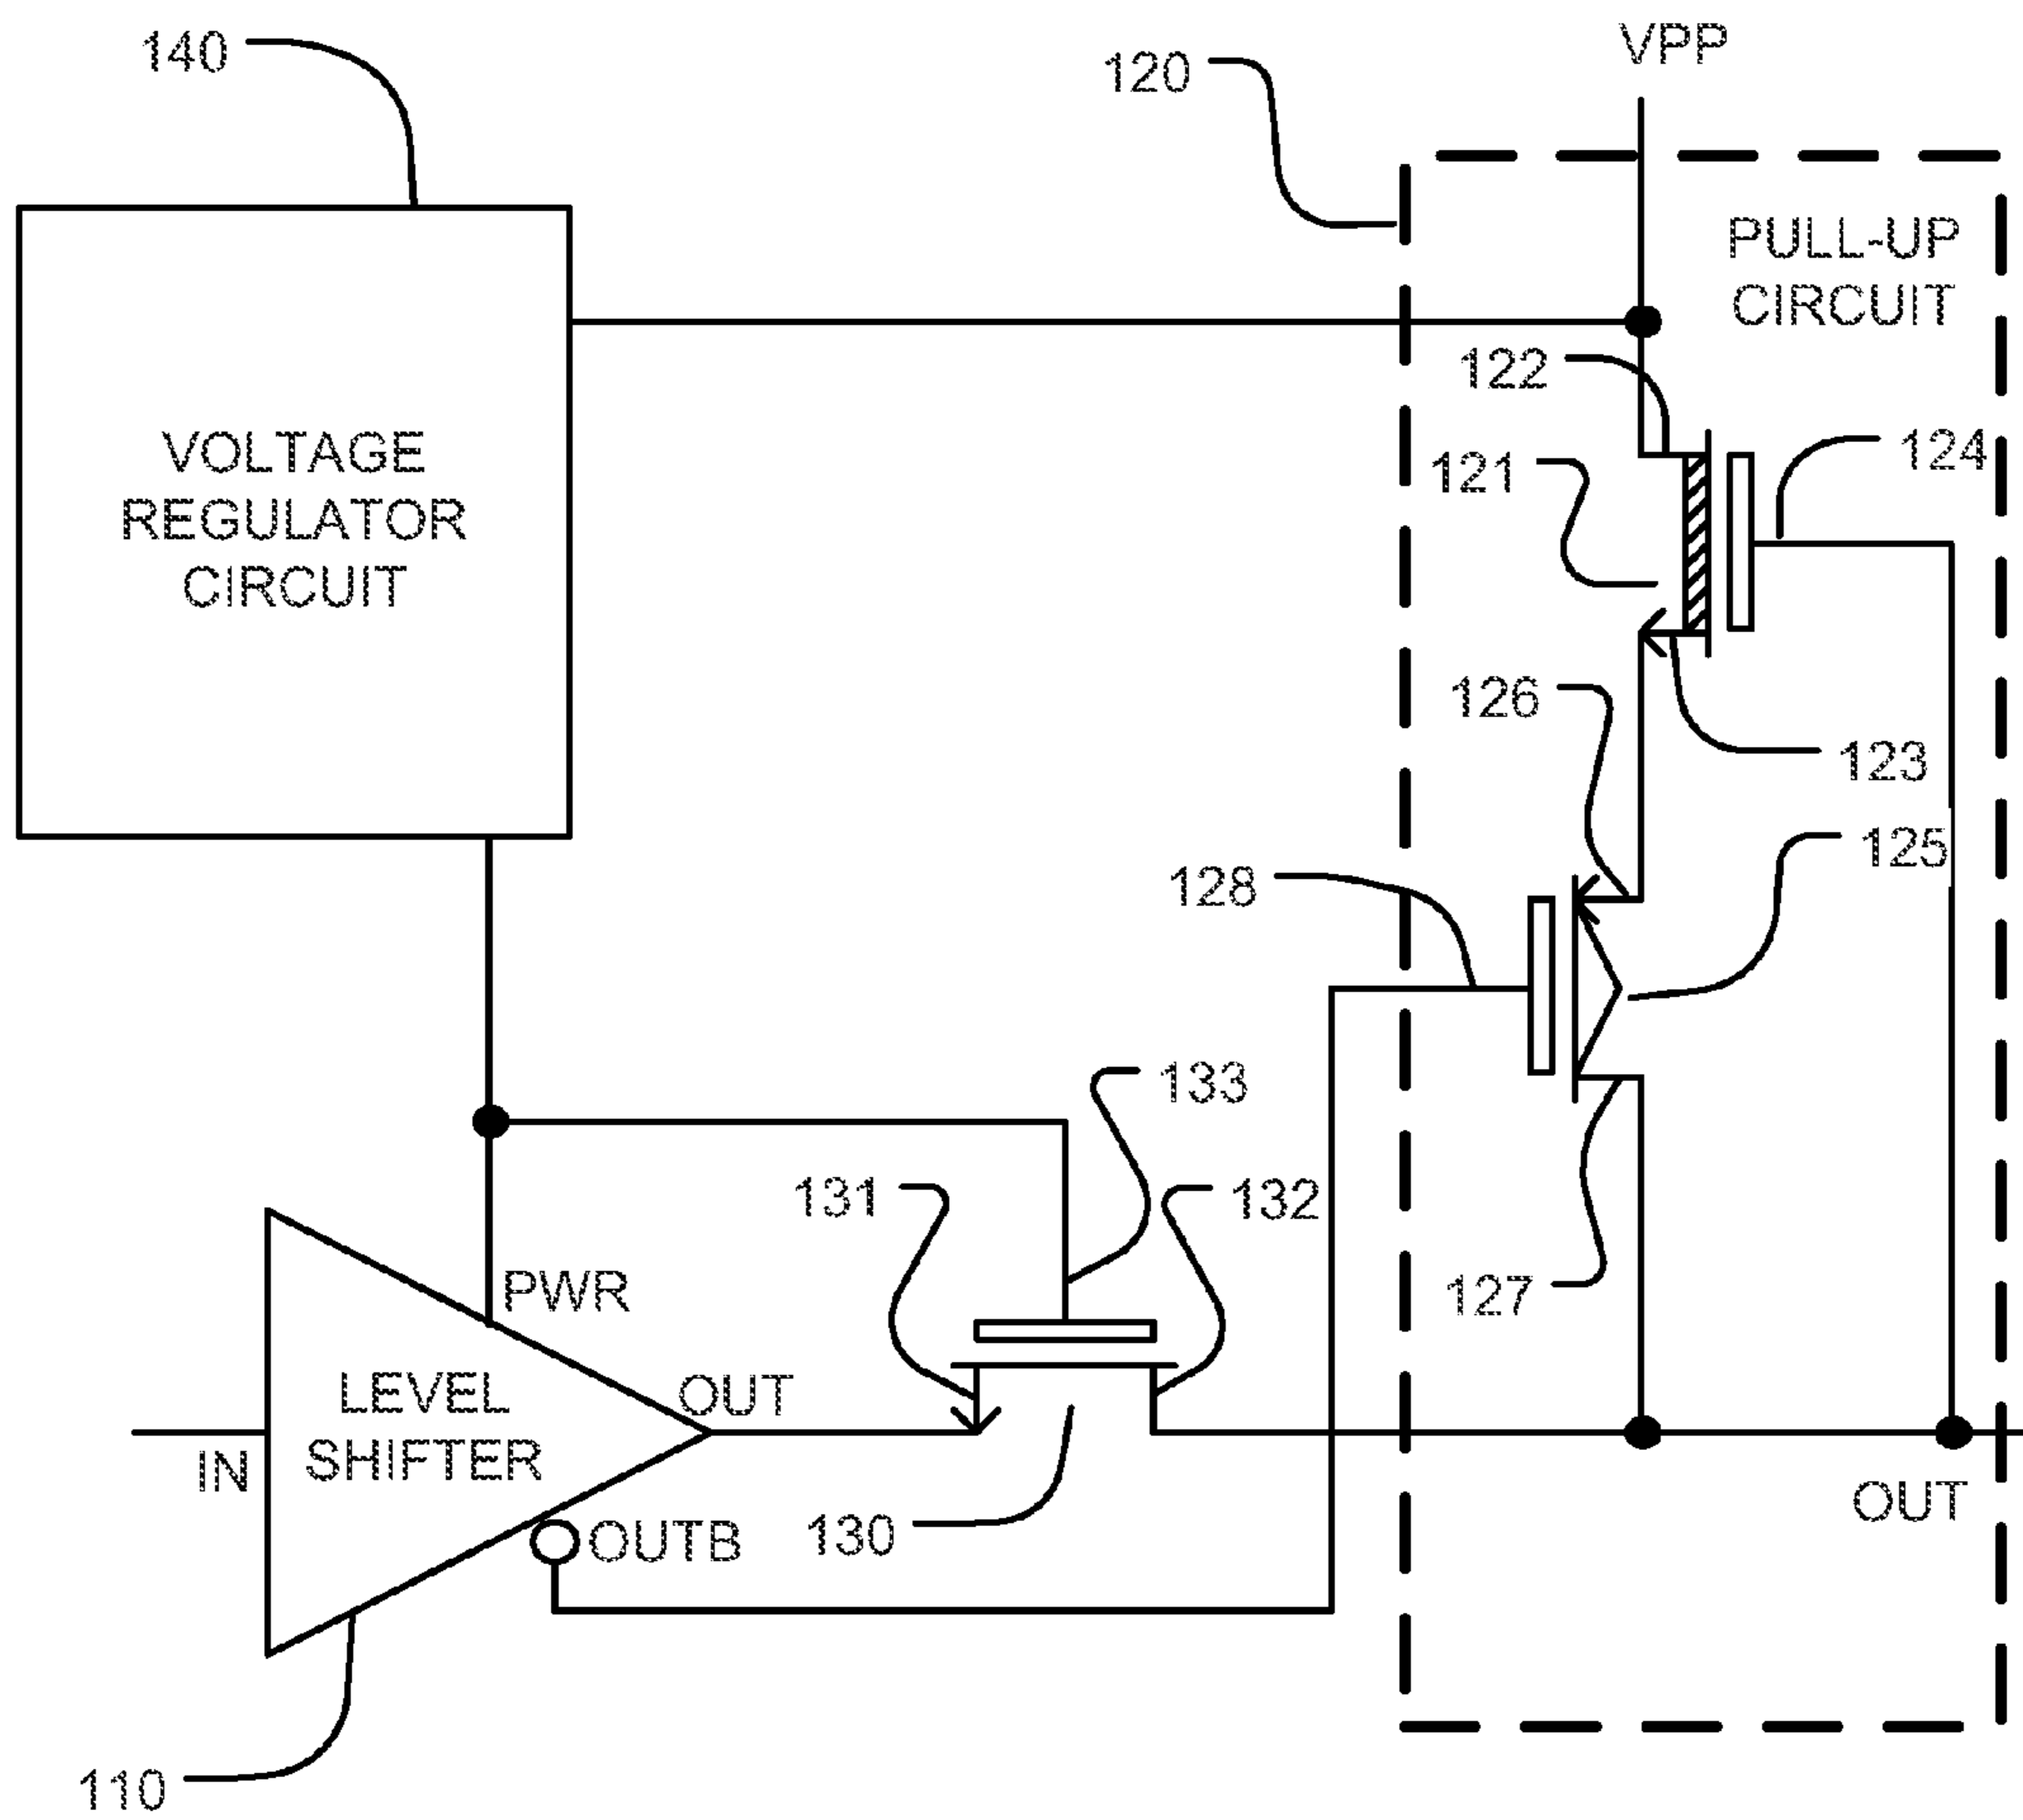 140
120
VPP
PULL-UP
CIRCUIT
122
121
124
VOLTAGE
REGULATOR
CIRCUIT
126
123
125
128
133
131
132
127
PWR
LEVEL
SHIFTER
OUT
IN
OUTB
130
OUT
110